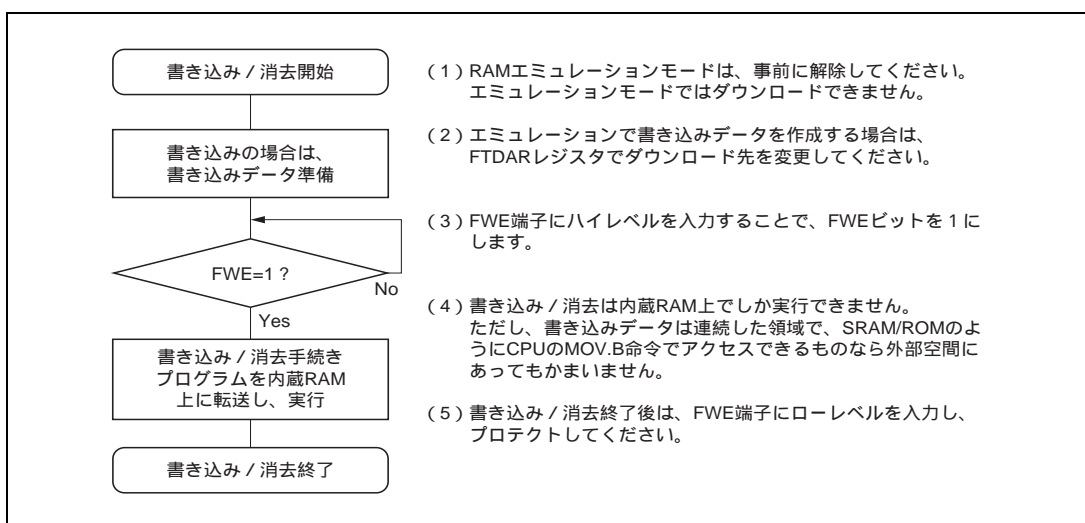 書き込み / 消去開始
書き込みの場合は、
書き込みデータ準備
FWE=1 ?
No
Yes
書き込み / 消去手続き
プログラムを内蔵RAM
上に転送し、実行
書き込み / 消去終了
(1)RAMエミュレーションモードは、事前に解除してください。
エミュレーションモードではダウンロードできません。
(2)エミュレーションで書き込みデータを作成する場合は、
FTDARレジスタでダウンロード先を変更してください。
(3)FWE端子にハイレベルを入力することで、FWEビットを1に
します。
(4)書き込み / 消去は内蔵RAM上でしか実行できません。
ただし、書き込みデータは連続した領域で、SRAM/ROMのよ
うにCPUのMOV.B命令でアクセスできるものなら外部空間に
あってもかまいません。
(5)書き込み / 消去終了後は、FWE端子にローレベルを入力し、
プロテクトしてください。